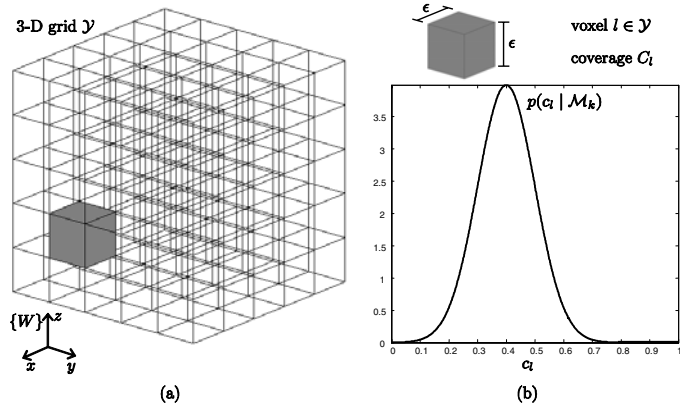 3-D grid 𝒴
{W}
z
x
y
(a)
ϵ
ϵ
voxel l ∈ 𝒴
coverage C_l
p(c_l | ℳ_k)
3.5
3
2.5
2
1.5
1
0.5
0
0 0.1 0.2 0.3 0.4 0.5 0.6 0.7 0.8 0.9 1
c_l
(b)